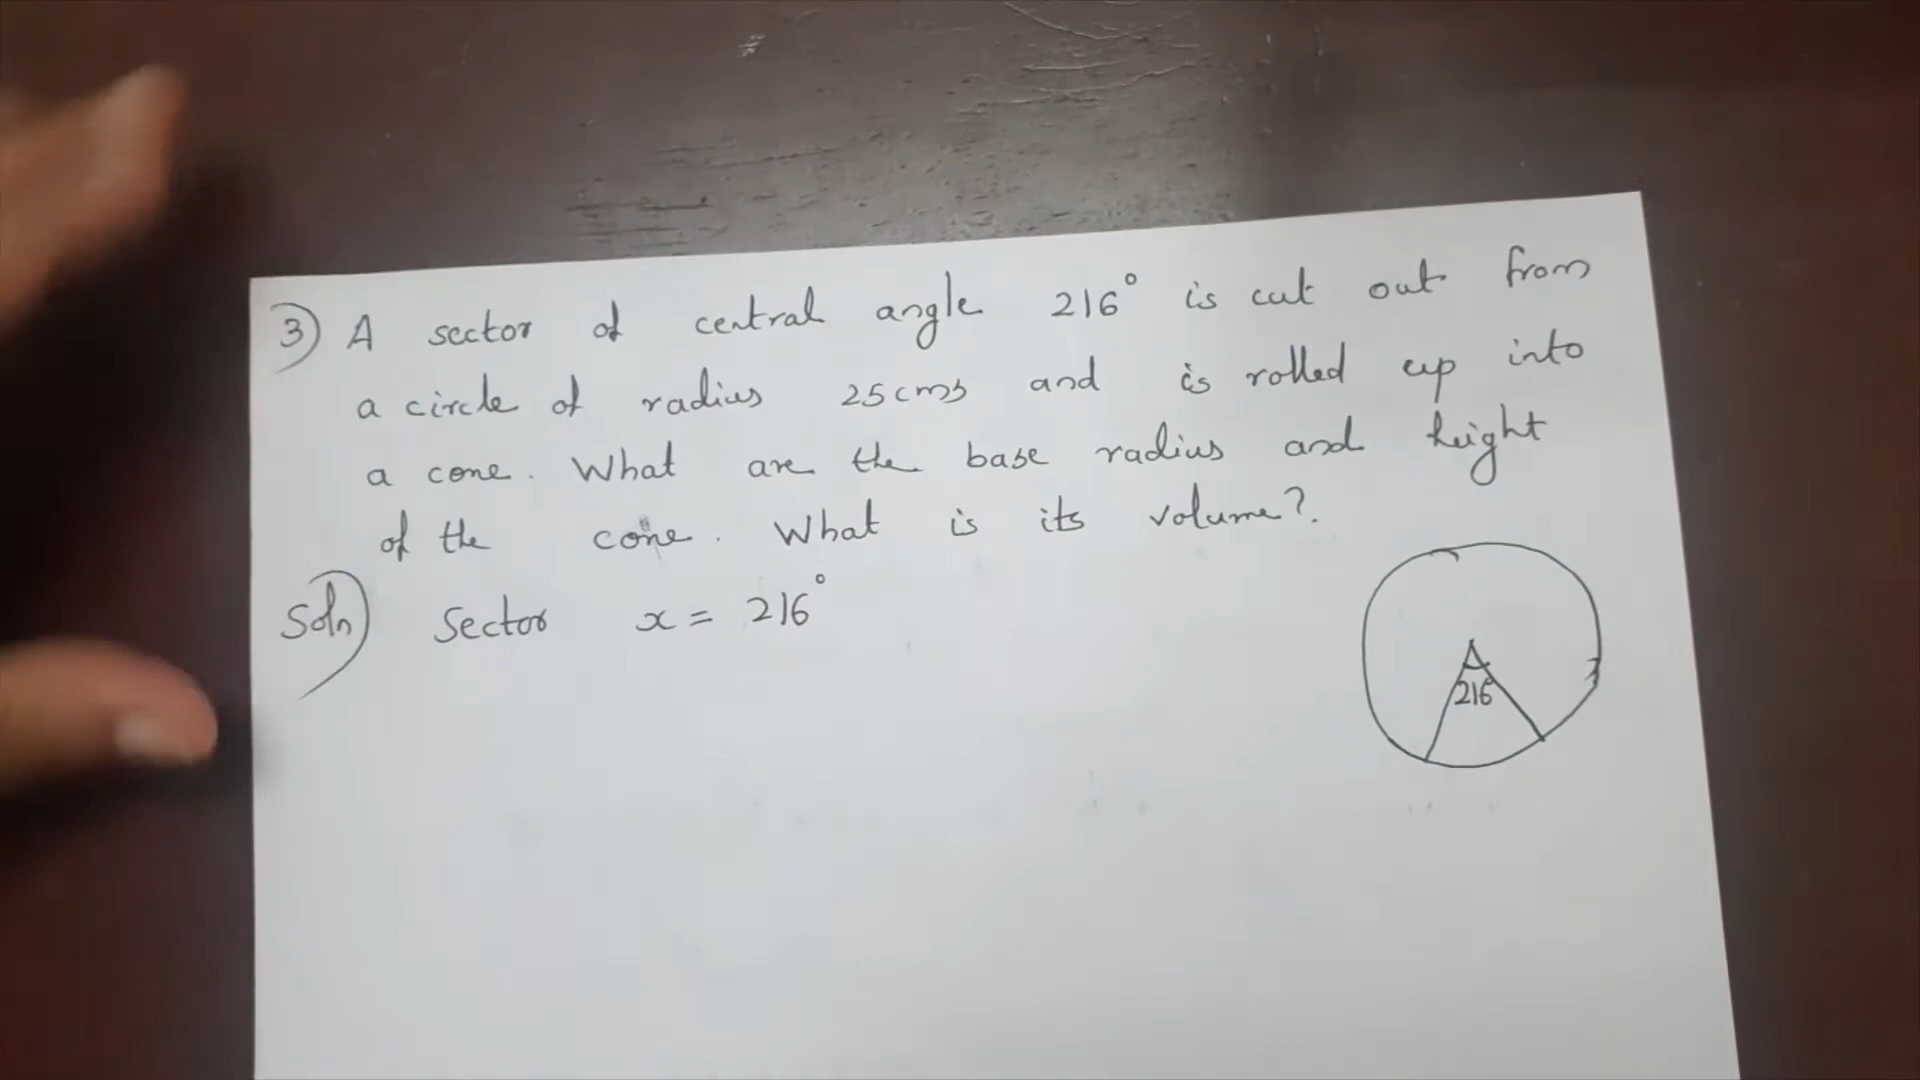 3) A sector of central angle 216° is cut out from
a circle of radius 25cms and is rolled up into
a cone. What are the base radius and height
of the cone. What is its volume?.
Soln) Sector x = 216°
216°